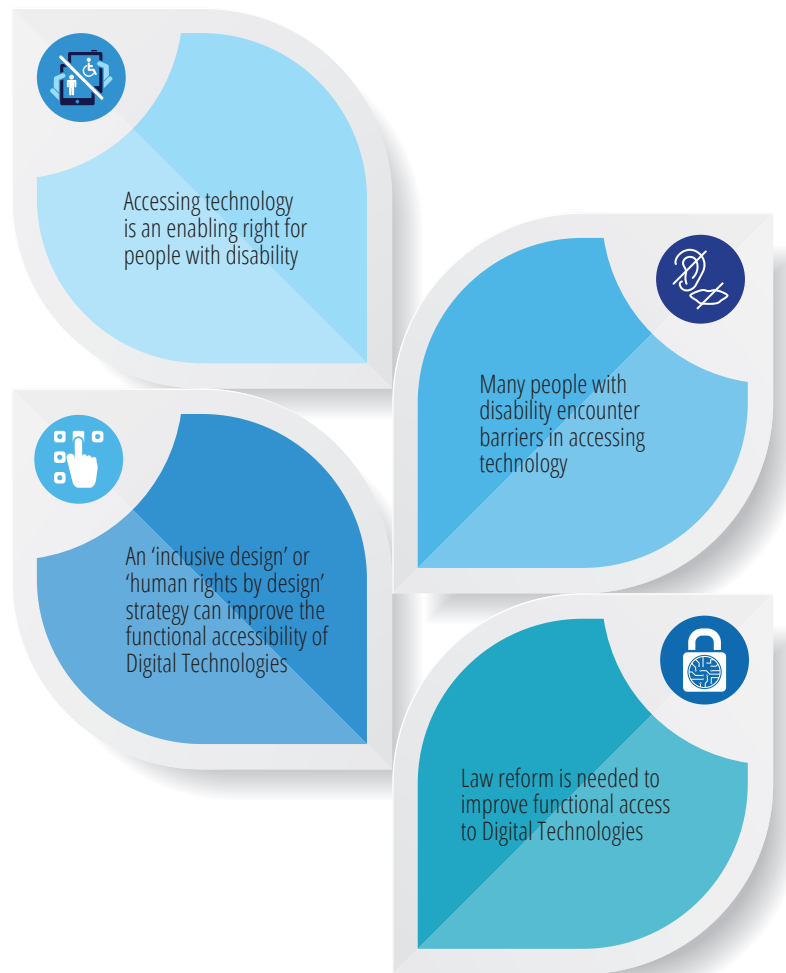 Accessing technology
is an enabling right for
people with disability
Many people with
disability encounter
barriers in accessing
technology
An ‘inclusive design’ or
‘human rights by design’
strategy can improve the
functional accessibility of
Digital Technologies
Law reform is needed to
improve functional access
to Digital Technologies